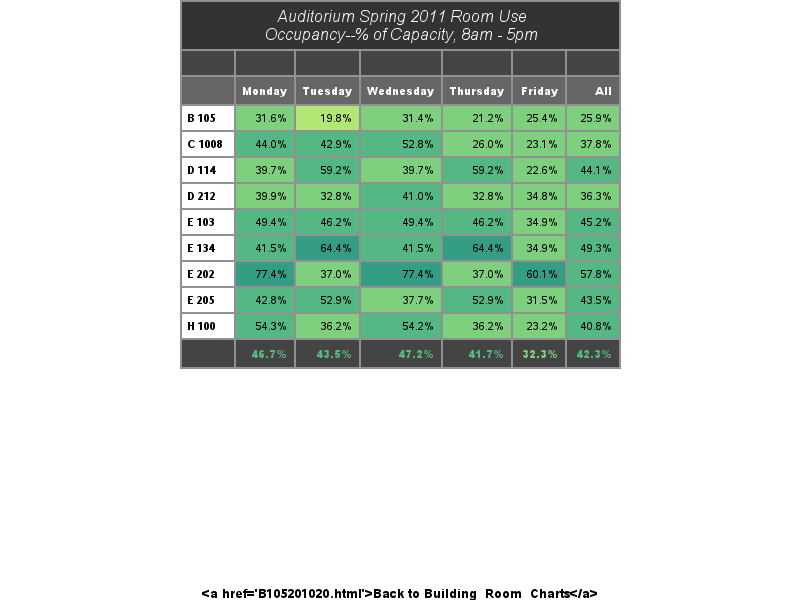 Auditorium Spring 2011 Room Use
Occupancy--% of Capacity, 8am - 5pm
Monday Tuesday Wednesday Thursday Friday All
B 105 31.6% 19.8% 31.4% 21.2% 25.4% 25.9%
C 1008 44.0% 42.9% 52.8% 26.0% 23.1% 37.8%
D 114 39.7% 59.2% 39.7% 59.2% 22.6% 44.1%
D 212 39.9% 32.8% 41.0% 32.8% 34.8% 36.3%
E 103 49.4% 46.2% 49.4% 46.2% 34.9% 45.2%
E 134 41.5% 64.4% 41.5% 64.4% 34.9% 49.3%
E 202 77.4% 37.0% 77.4% 37.0% 60.1% 57.8%
E 205 42.8% 52.9% 37.7% 52.9% 31.5% 43.5%
H 100 54.3% 36.2% 54.2% 36.2% 23.2% 40.8%
46.7% 43.5% 47.2% 41.7% 32.3% 42.3%
<a href='B105201020.html'>Back to Building_Room_Charts</a>